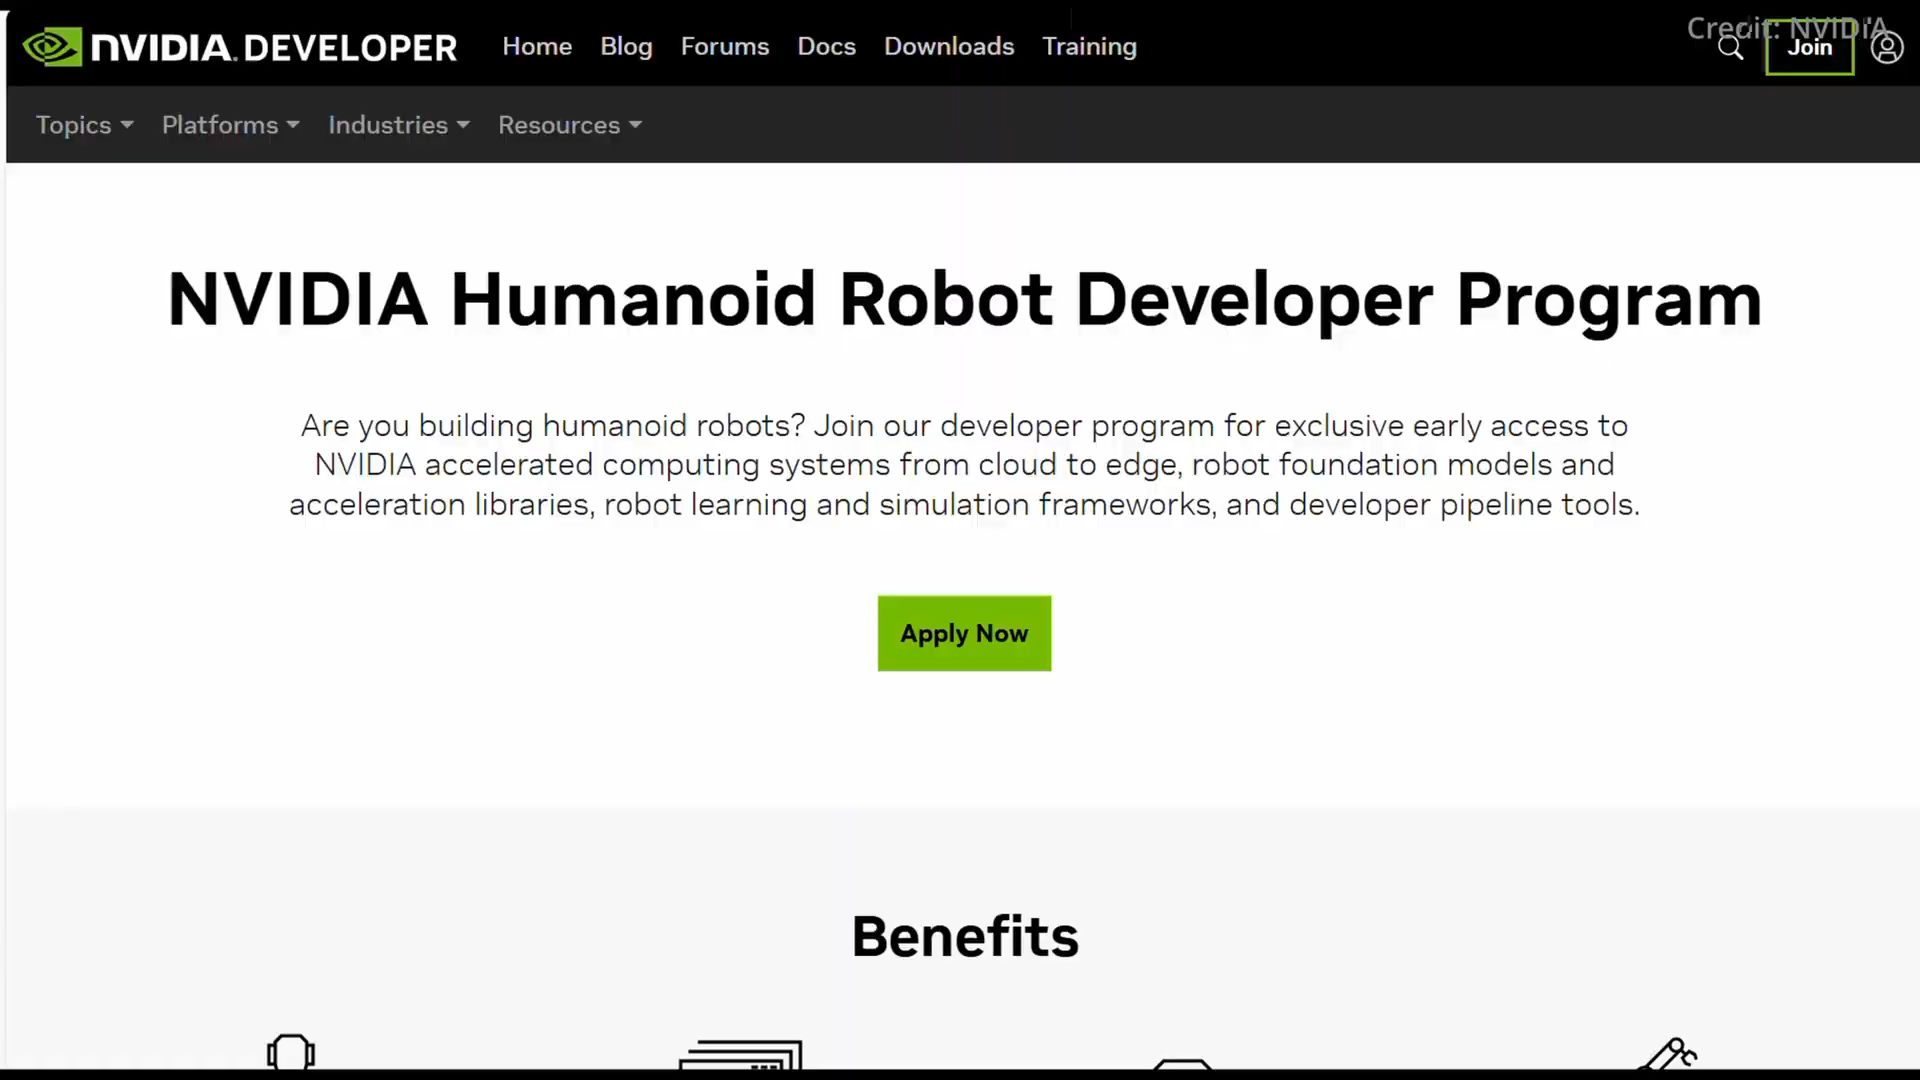 NVIDIA. DEVELOPER Home Blog Forums Docs Downloads Training Join
Credit: NVIDIA
Topics Platforms Industries Resources
NVIDIA Humanoid Robot Developer Program
Are you building humanoid robots? Join our developer program for exclusive early access to
NVIDIA accelerated computing systems from cloud to edge, robot foundation models and
acceleration libraries, robot learning and simulation frameworks, and developer pipeline tools.
Apply Now
Benefits